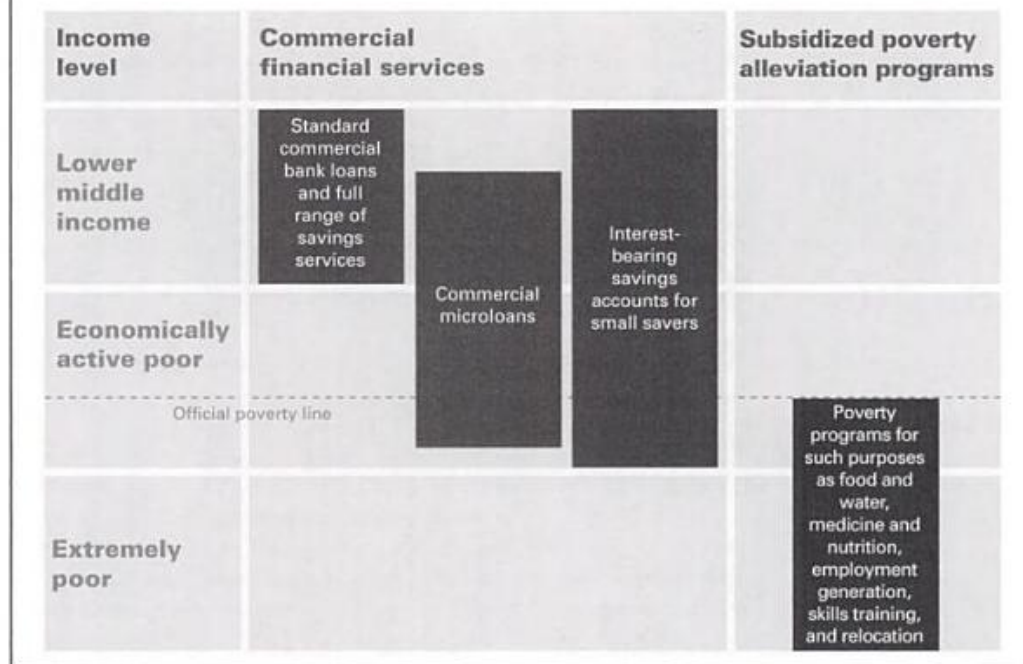 Income
level
Commercial
financial services
Subsidized poverty
alleviation programs
Lower
middle
income
Standard
commercial
bank loans
and full
range of
savings
services
Commercial
microloans
Interest-
bearing
savings
accounts for
small savers
Economically
active poor
Official poverty line
Extremely
poor
Poverty
programs for
such purposes
as food and
water,
medicine and
nutrition,
employment
generation,
skills training,
and relocation